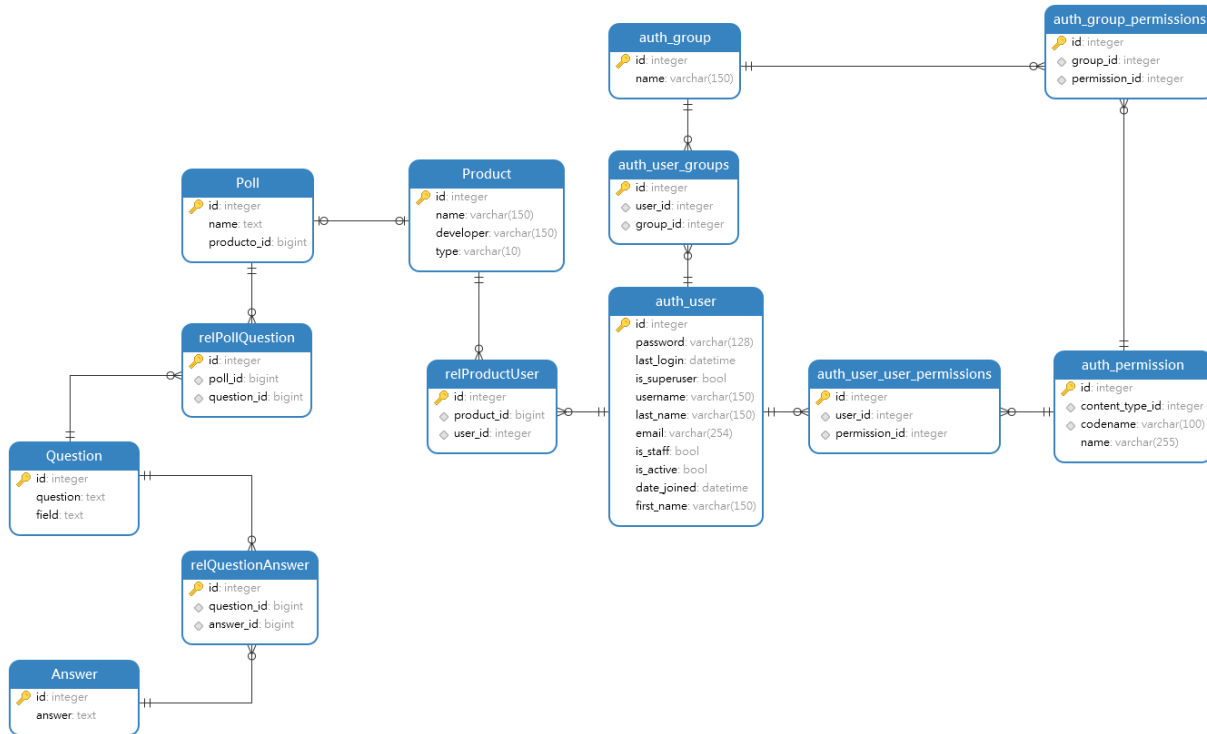 auth_group
id: integer
name: varchar(150)
auth_group_permissions
id: integer
group_id: integer
permission_id: integer
auth_user_groups
id: integer
user_id: integer
group_id: integer
Poll
id: integer
name: text
producto_id: bigint
Product
id: integer
name: varchar(150)
developer: varchar(150)
type: varchar(10)
auth_user
id: integer
password: varchar(128)
last_login: datetime
is_superuser: bool
username: varchar(150)
last_name: varchar(150)
email: varchar(254)
is_staff: bool
is_active: bool
date_joined: datetime
first_name: varchar(150)
relPollQuestion
id: integer
poll_id: bigint
question_id: bigint
relProductUser
id: integer
product_id: bigint
user_id: integer
auth_user_user_permissions
id: integer
user_id: integer
permission_id: integer
auth_permission
id: integer
content_type_id: integer
codename: varchar(100)
name: varchar(255)
Question
id: integer
question: text
field: text
relQuestionAnswer
id: integer
question_id: bigint
answer_id: bigint
Answer
id: integer
answer: text